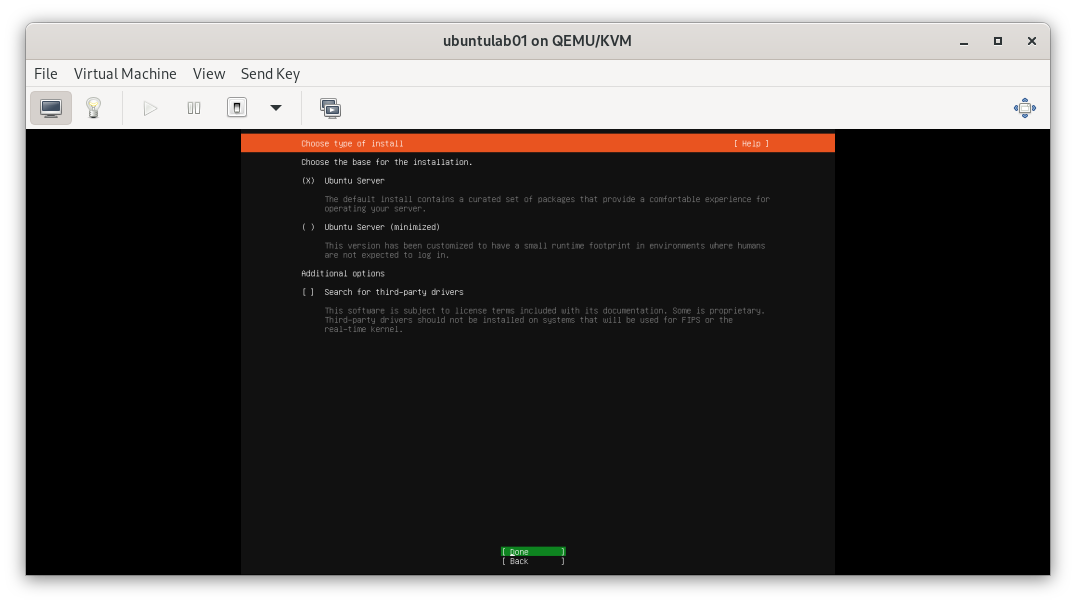 ubuntulab01 on QEMU/KVM
File Virtual Machine View Send Key
Choose type of install [ Help ]
Choose the base for the installation.
(X) Ubuntu Server
The default install contains a curated set of packages that provide a comfortable experience for
operating your server.
( ) Ubuntu Server (minimized)
This version has been customized to have a small runtime footprint in environments where humans
are not expected to log in.
Additional options
[ ] Search for third-party drivers
This software is subject to license terms included with its documentation. Some is proprietary.
Third-party drivers should not be installed on systems that will be used for FIPS or the
real-time kernel.
[ Done ]
[ Back ]